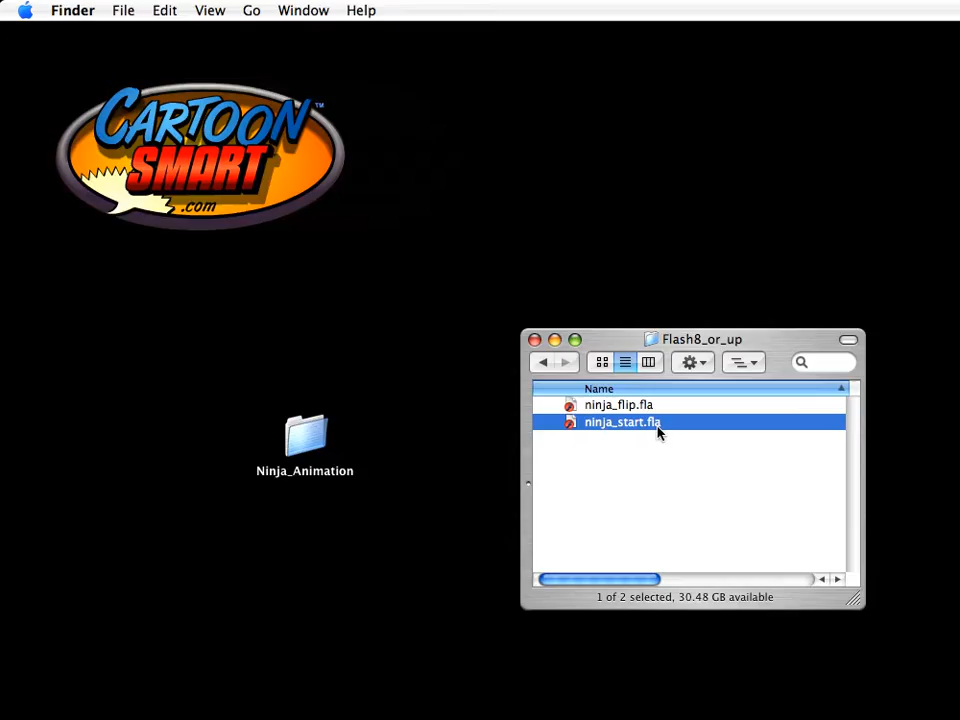 Finder File Edit View Go Window Help
CARTOON™
SMART
.com
Flash8_or_up
Name
ninja_flip.fla
ninja_start.fla
Ninja_Animation
1 of 2 selected, 30.48 GB available